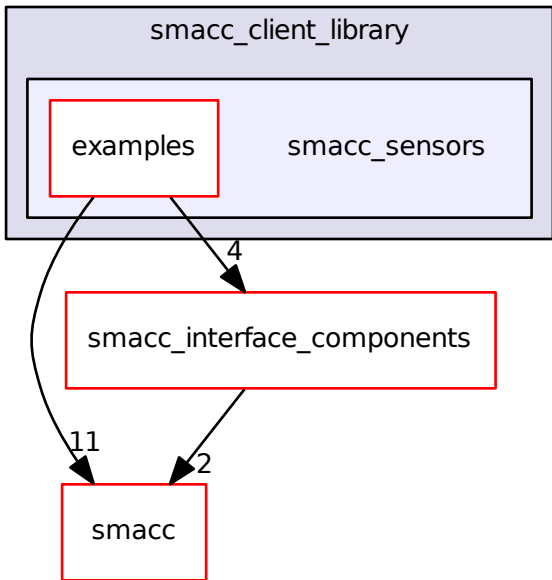 smacc_client_library
examples
smacc_sensors
4
smacc_interface_components
11
2
smacc